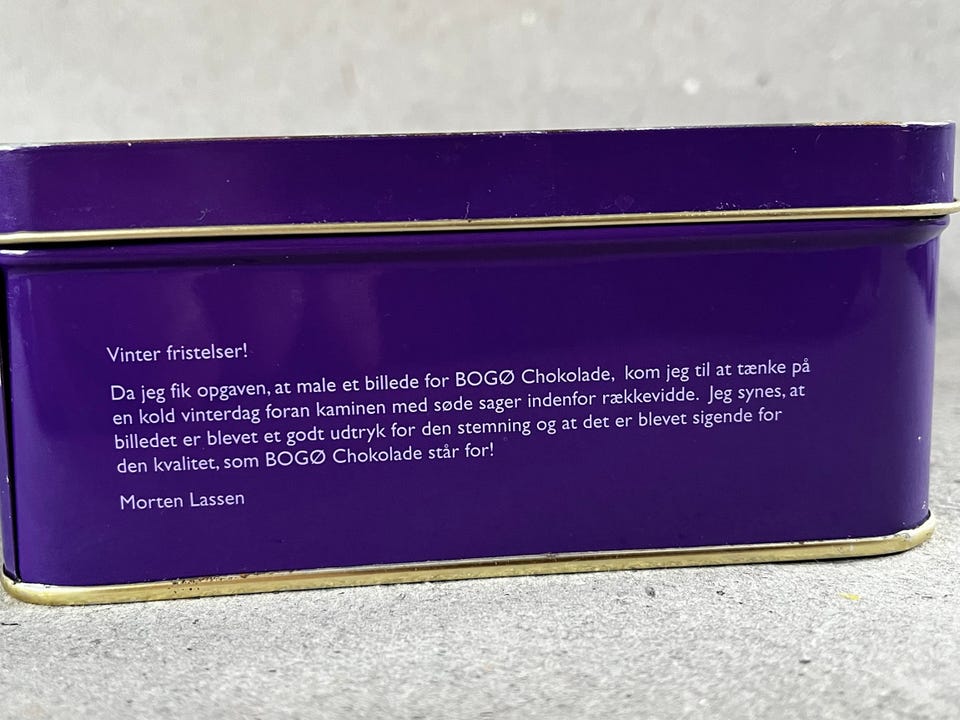 Vinter fristelser!
Da jeg fik opgaven, at male et billede for BOGØ Chokolade, kom jeg til at tænke på
en kold vinterdag foran kaminen med søde sager indenfor rækkevidde. Jeg synes, at
billedet er blevet et godt udtryk for den stemning og at det er blevet sigende for
den kvalitet, som BOGØ Chokolade står for!
Morten Lassen